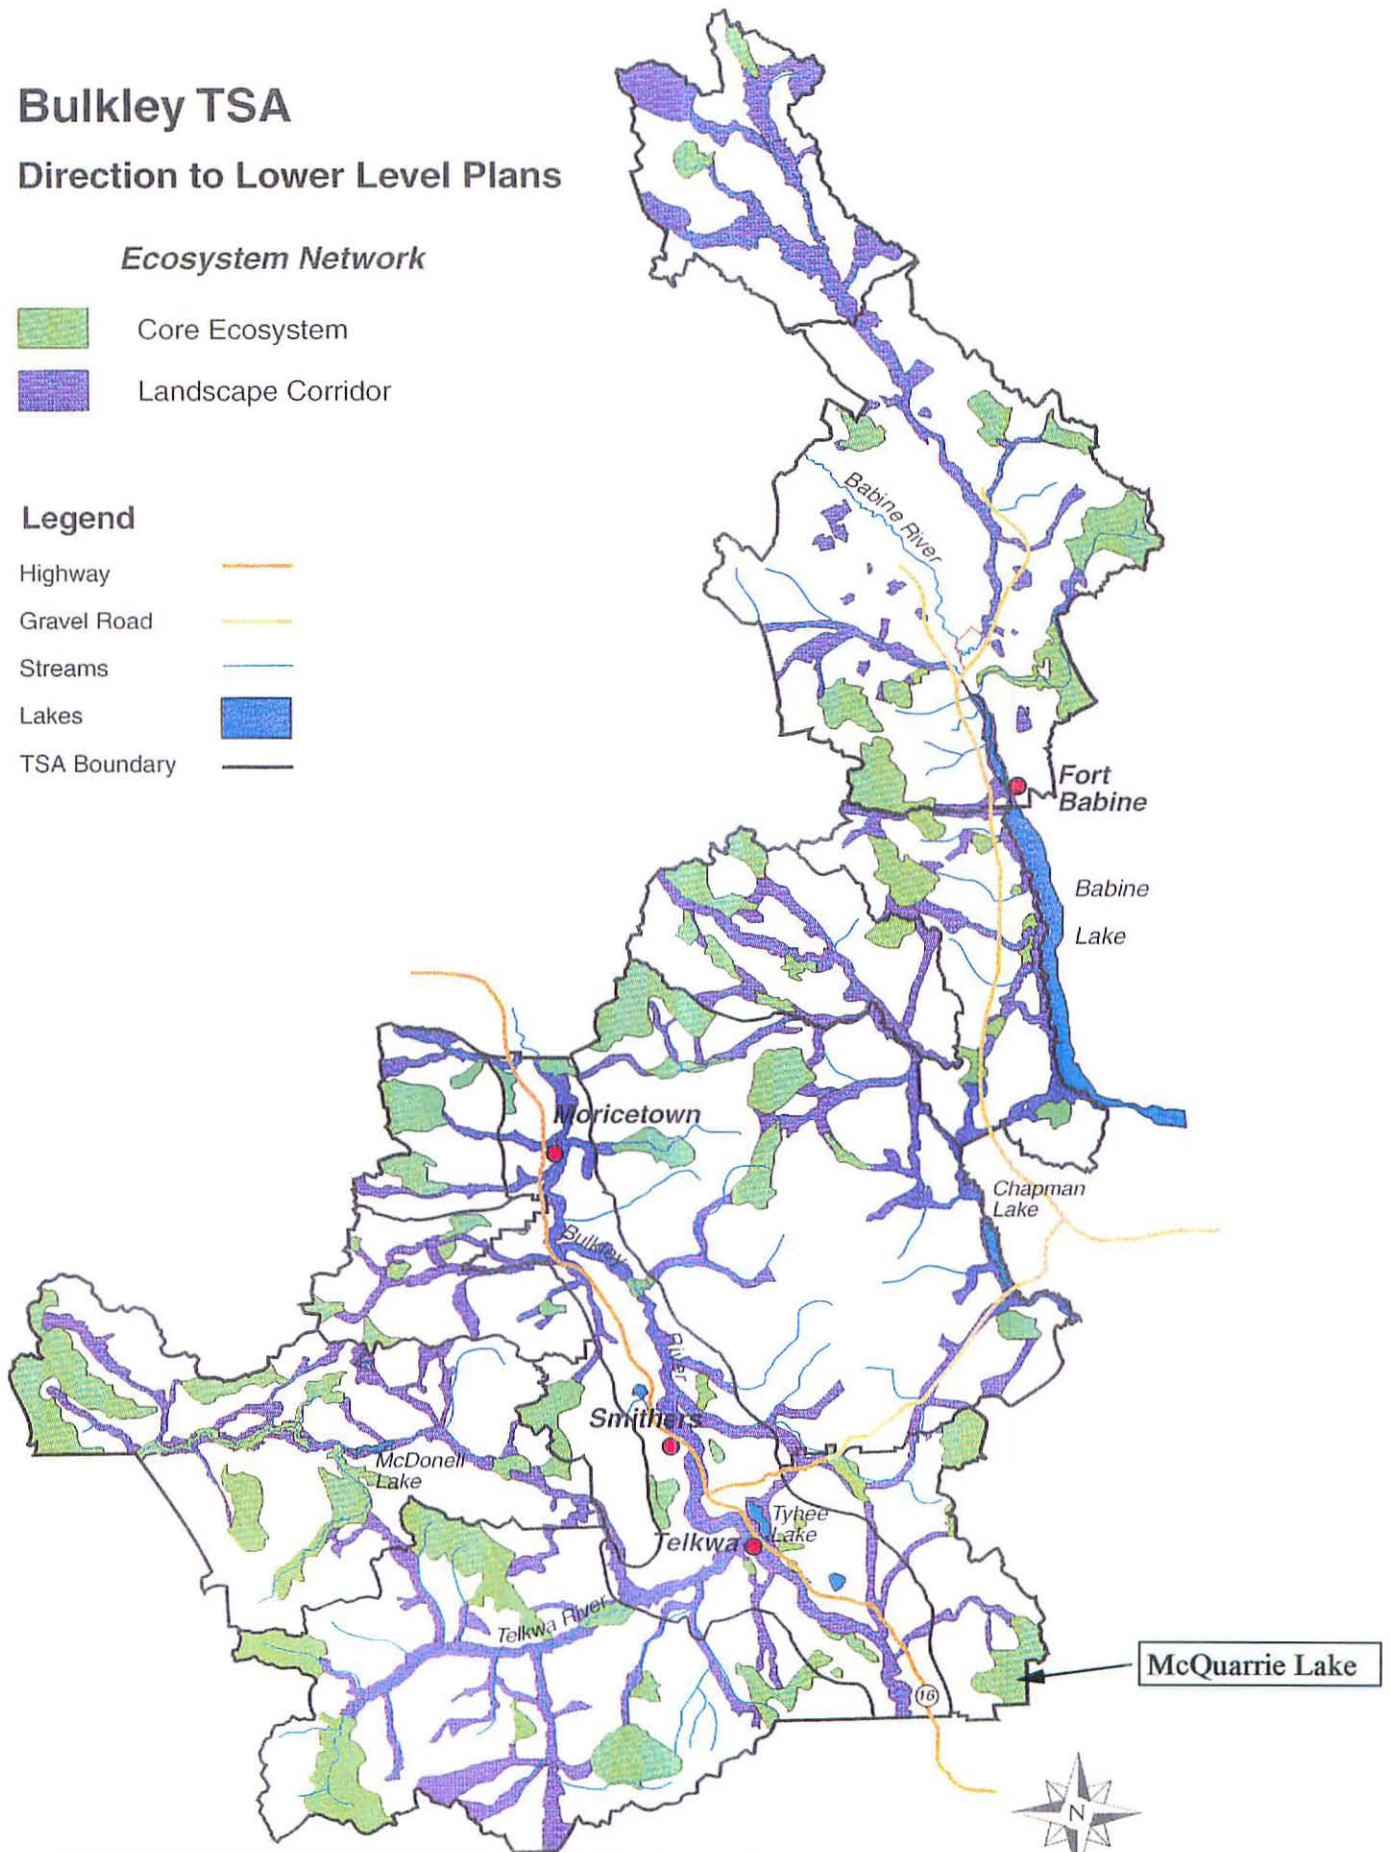 Bulkley TSA
Direction to Lower Level Plans
Ecosystem Network
Core Ecosystem
Landscape Corridor
Legend
Highway
Gravel Road
Streams
Lakes
TSA Boundary
Babine River
Fort
Babine
Babine
Lake
Moricetown
Chapman
Lake
Bulkley
River
Smithers
McDonell
Lake
Tyhee
Lake
Telkwa
Telkwa River
McQuarrie Lake
16
N